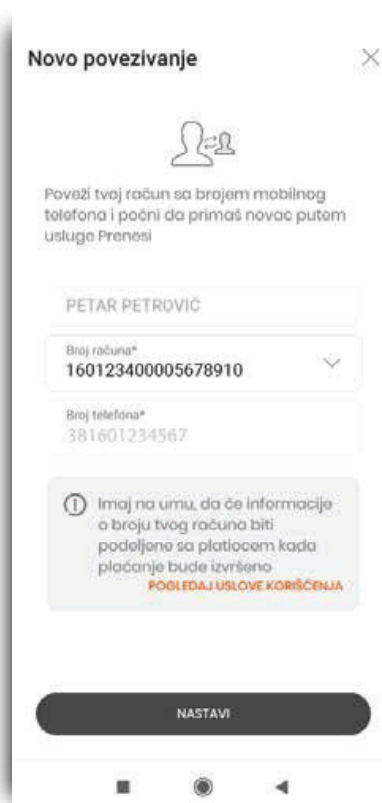 Novo povezivanje
Poveži tvoj račun sa brojem mobilnog
telefona i počni da primaš novac putem
usluge Prenesi
PETAR PETROVIĆ
Broj računa*
160123400005678910
Broj telefona*
381601234567
Imaj na umu, da će informacije
o broju tvog računa biti
podeljene sa platiocem kada
plaćanje bude izvršeno
POGLEDAJ USLOVE KORIŠĆENJA
NASTAVI